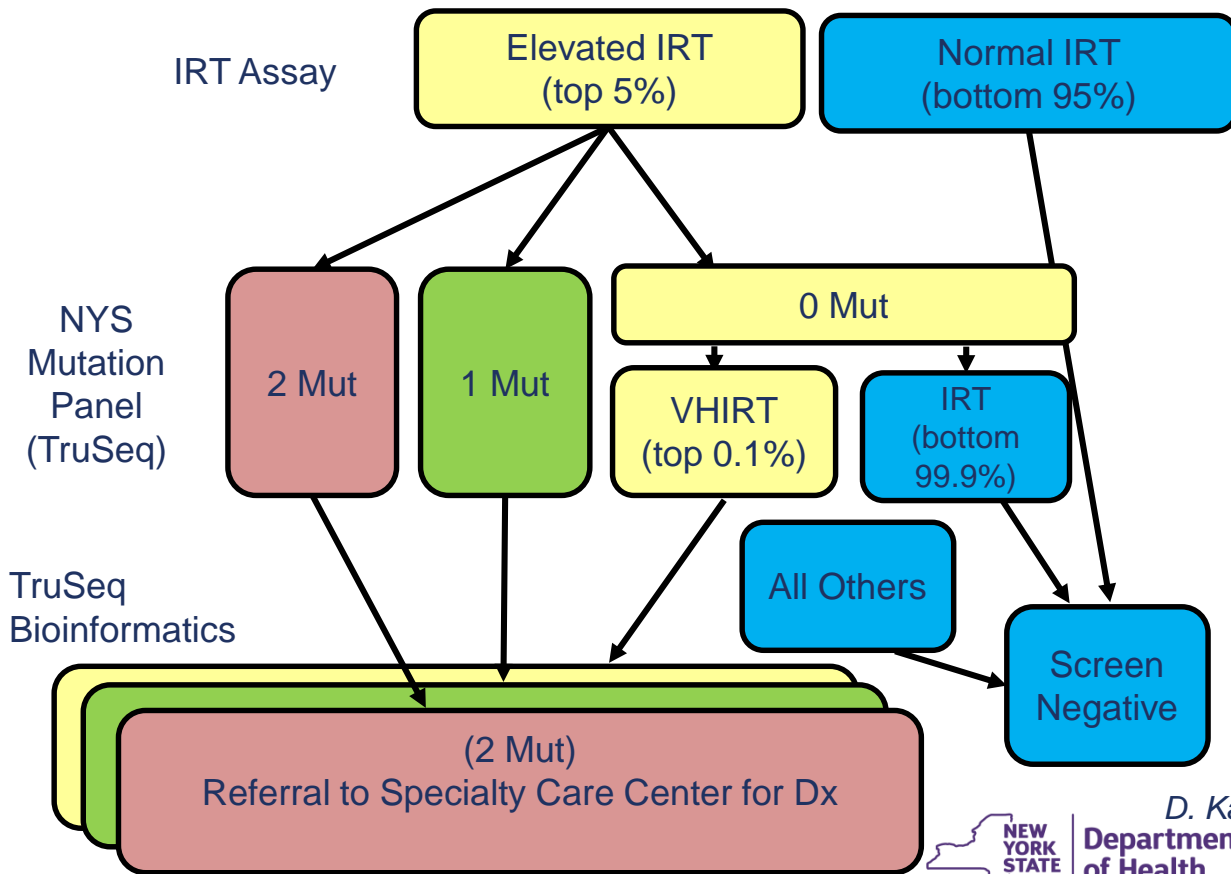 IRT Assay
Elevated IRT
(top 5%)
Normal IRT
(bottom 95%)
NYS
Mutation
Panel
(TruSeq)
2 Mut
1 Mut
0 Mut
VHIRT
(top 0.1%)
IRT
(bottom
99.9%)
TruSeq
Bioinformatics
All Others
Screen
Negative
(2 Mut)
Referral to Specialty Care Center for Dx
D.
NEW
YORK
STATE
of Health